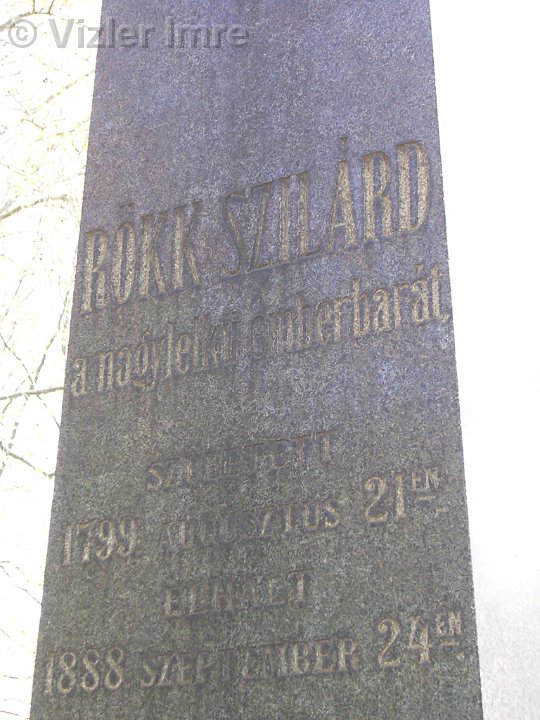 © Vizler Imre
RÖKK SZILÁRD
a nagylelkű emberbarát,
SZÜLETETT
1799 AUGUSZTUS 21ÉN.
ELHALT
1888 SZEPTEMBER 24ÉN.